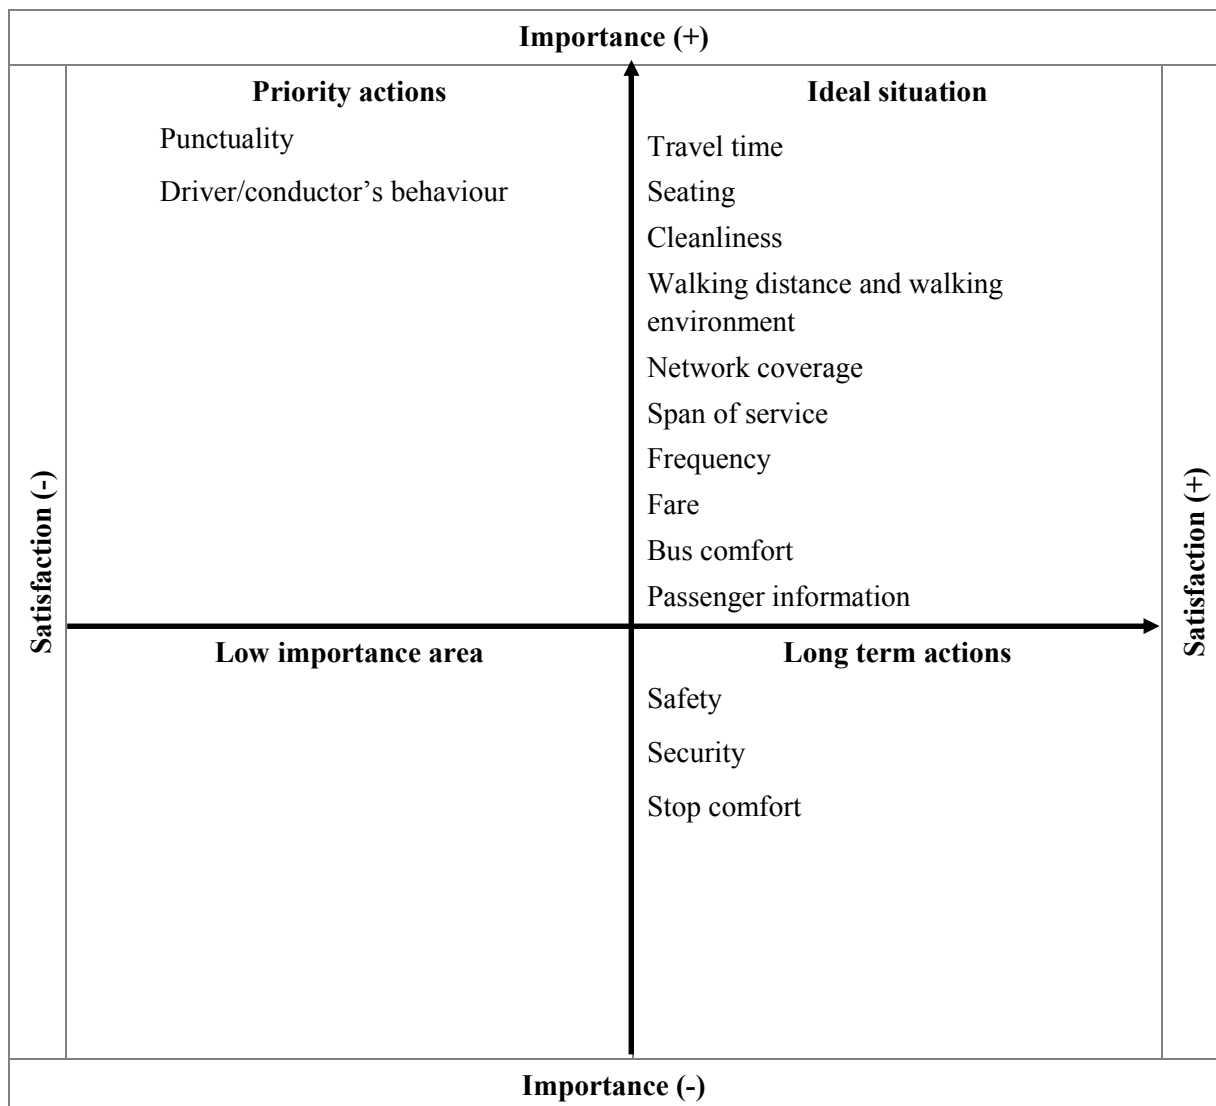 Importance (+)
Priority actions
Punctuality
Driver/conductor’s behaviour
Ideal situation
Travel time
Seating
Cleanliness
Walking distance and walking
environment
Network coverage
Span of service
Frequency
Fare
Bus comfort
Passenger information
Satisfaction (-)
Satisfaction (+)
Low importance area
Long term actions
Safety
Security
Stop comfort
Importance (-)